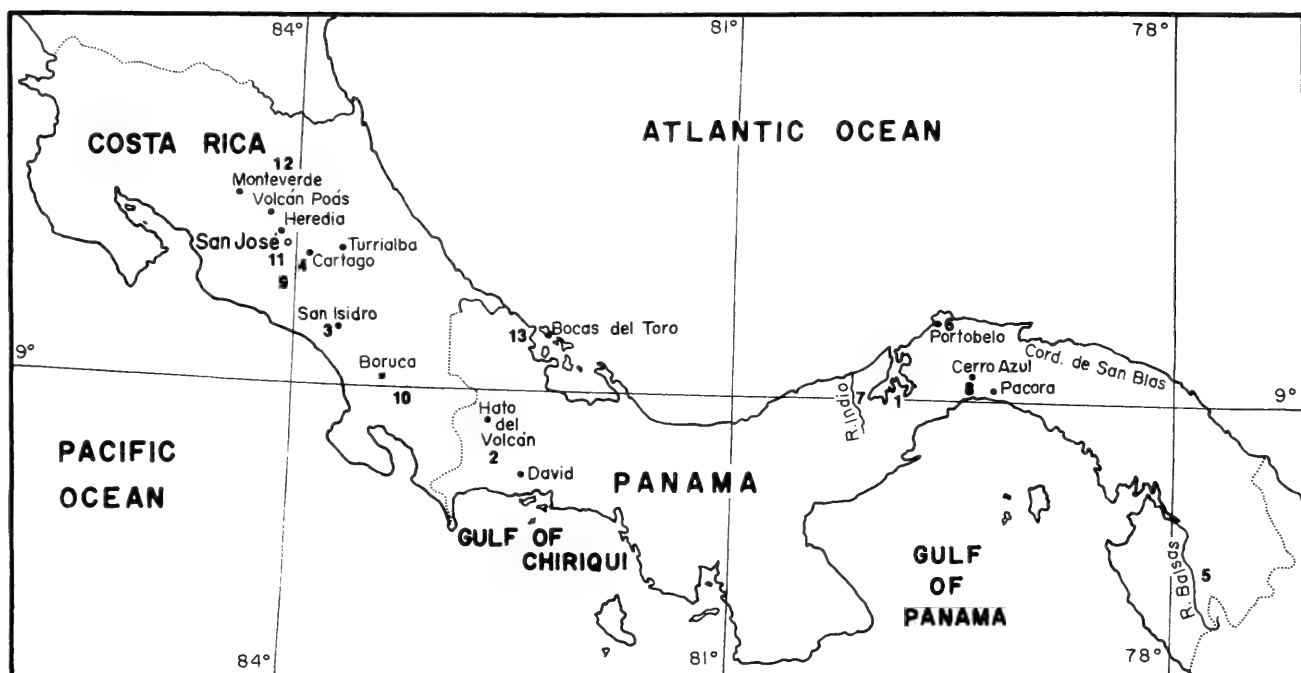 84°
81°
78°
COSTA RICA
ATLANTIC OCEAN
12
Monteverde
Volcán Poás
Heredia
San José
Turrialba
11
4
Cartago
9
San Isidro
3
13
Bocas del Toro
6
Portobelo
Cord. de San Blas
9°
Boruca
10
Cerro Azul
8
Pacora
R. Indio
7
1
9°
Hato
del
Volcán
2
David
PACIFIC
OCEAN
PANAMA
GULF OF
CHIRIQUI
GULF
OF
PANAMA
R. Balsas
5
84°
81°
78°